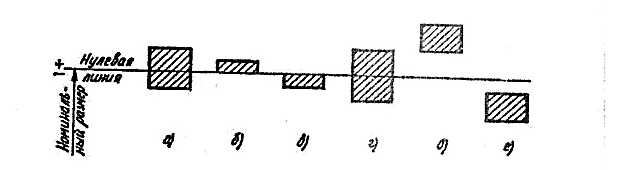 +
−
Нулевая
линия
Номиналь-
ный размер
а) б) в) г) д) е)